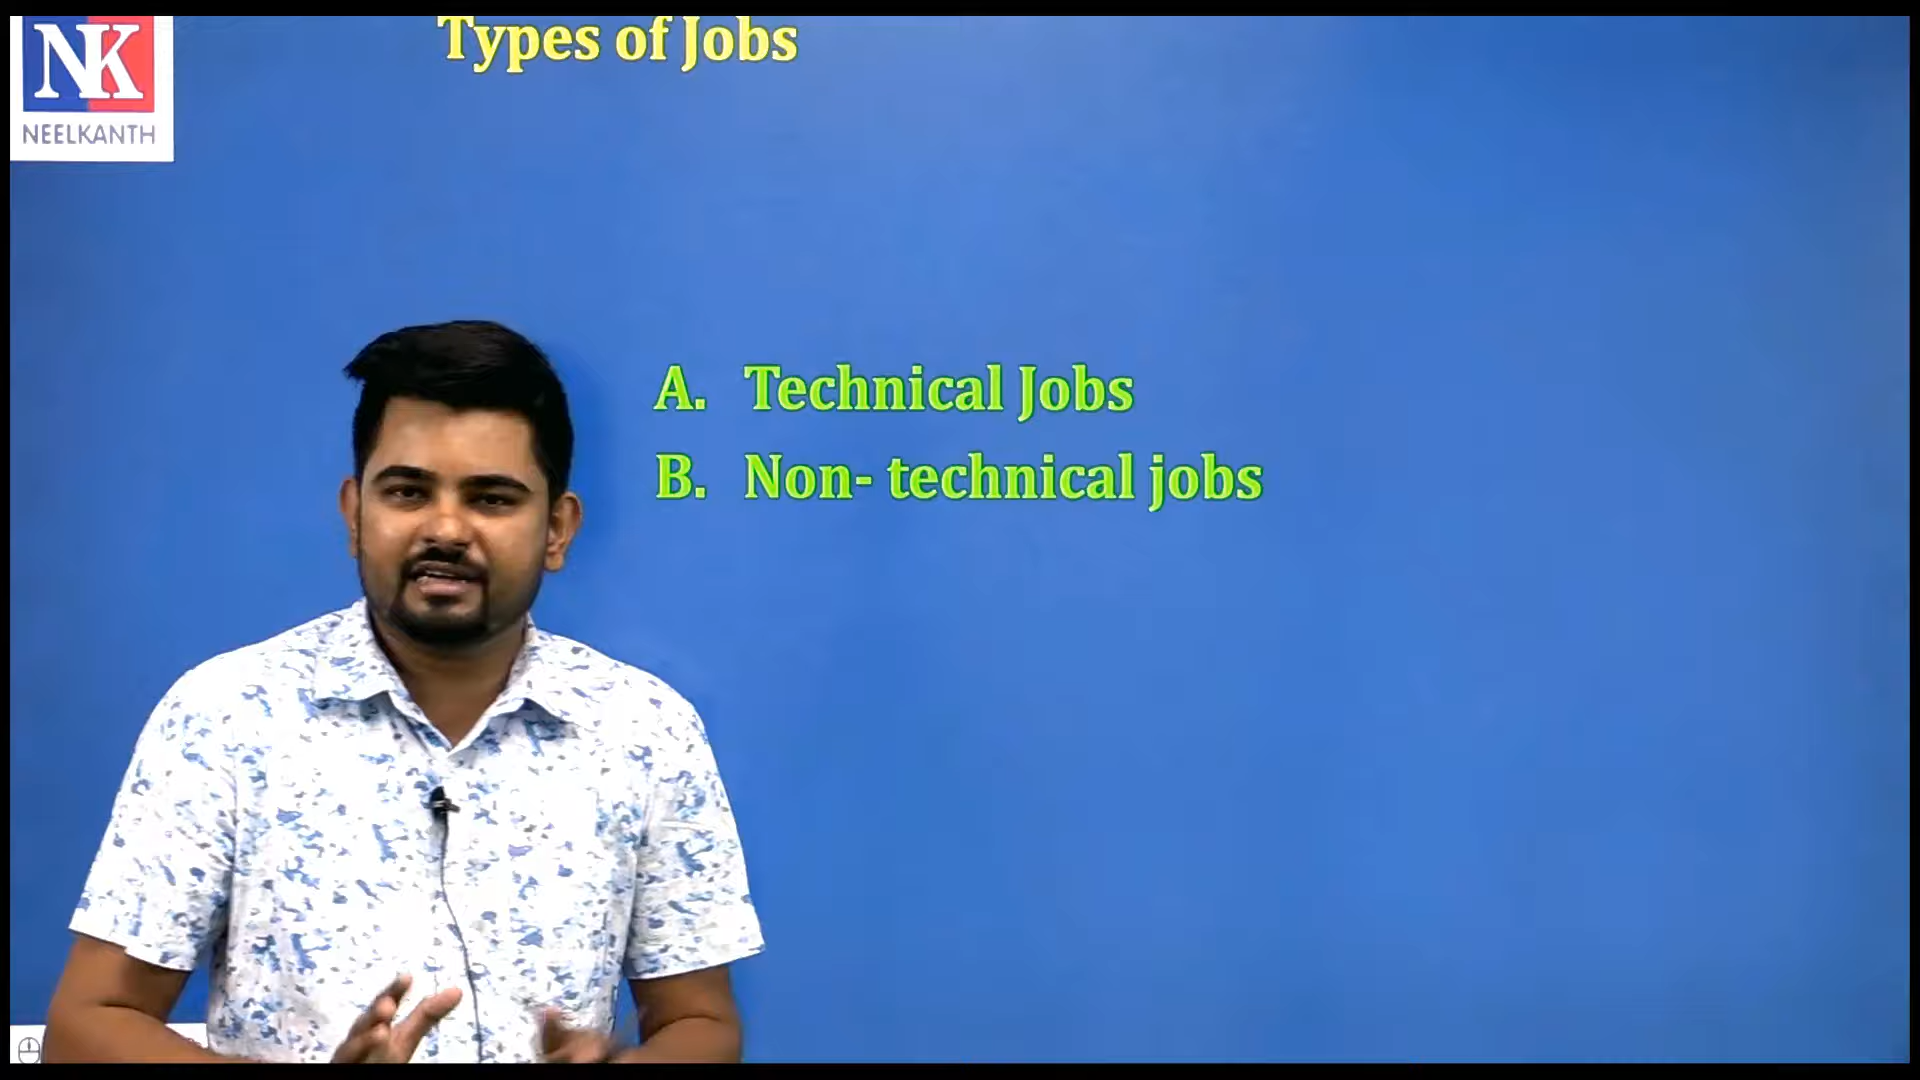 NK
NEELKANTH
Types of Jobs
A. Technical Jobs
B. Non- technical jobs